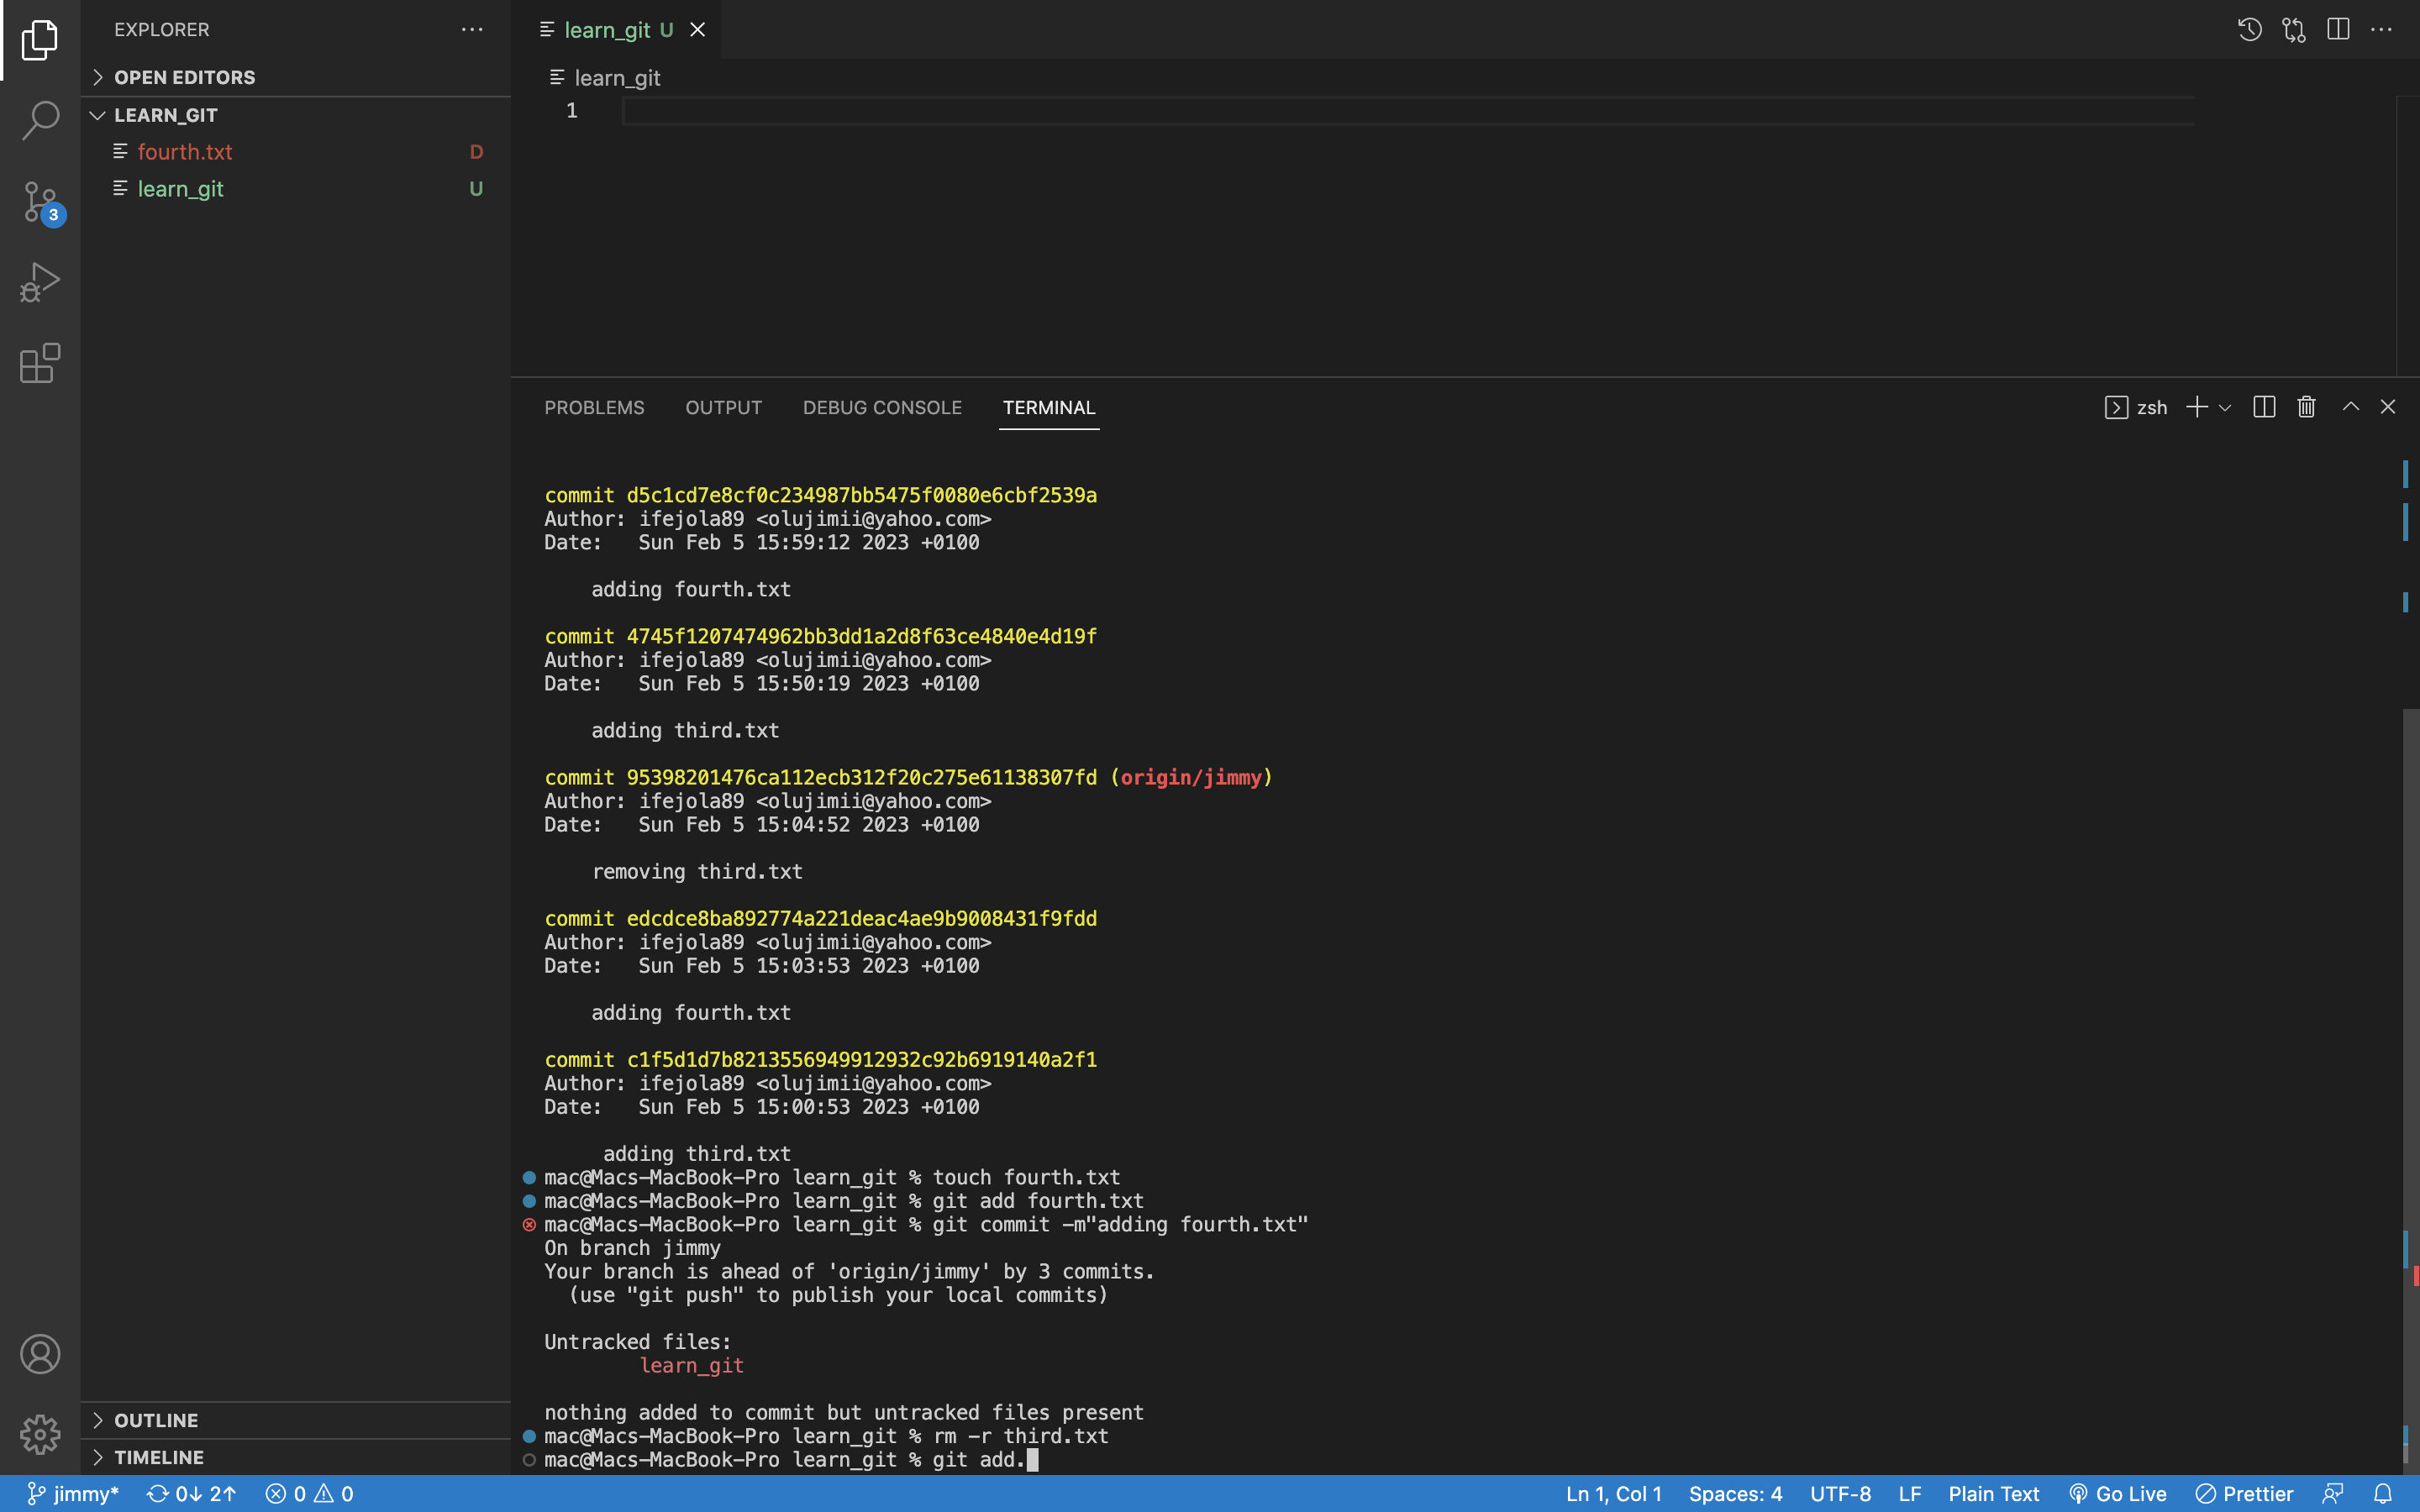 EXPLORER
OPEN EDITORS
LEARN_GIT
fourth.txt D
learn_git U
3
OUTLINE
TIMELINE
learn_git U
learn_git
1
PROBLEMS OUTPUT DEBUG CONSOLE TERMINAL
zsh
commit d5c1cd7e8cf0c234987bb5475f0080e6cbf2539a
Author: ifejola89 <olujimii@yahoo.com>
Date:   Sun Feb 5 15:59:12 2023 +0100
adding fourth.txt
commit 4745f1207474962bb3dd1a2d8f63ce4840e4d19f
Author: ifejola89 <olujimii@yahoo.com>
Date:   Sun Feb 5 15:50:19 2023 +0100
adding third.txt
commit 95398201476ca112ecb312f20c275e61138307fd (origin/jimmy)
Author: ifejola89 <olujimii@yahoo.com>
Date:   Sun Feb 5 15:04:52 2023 +0100
removing third.txt
commit edcdce8ba892774a221deac4ae9b9008431f9fdd
Author: ifejola89 <olujimii@yahoo.com>
Date:   Sun Feb 5 15:03:53 2023 +0100
adding fourth.txt
commit c1f5d1d7b8213556949912932c92b6919140a2f1
Author: ifejola89 <olujimii@yahoo.com>
Date:   Sun Feb 5 15:00:53 2023 +0100
adding third.txt
mac@Macs-MacBook-Pro learn_git % touch fourth.txt
mac@Macs-MacBook-Pro learn_git % git add fourth.txt
mac@Macs-MacBook-Pro learn_git % git commit -m"adding fourth.txt"
On branch jimmy
Your branch is ahead of 'origin/jimmy' by 3 commits.
(use "git push" to publish your local commits)
Untracked files:
learn_git
nothing added to commit but untracked files present
mac@Macs-MacBook-Pro learn_git % rm -r third.txt
mac@Macs-MacBook-Pro learn_git % git add.
jimmy* 0↓ 2↑ 0 0 Ln 1, Col 1 Spaces: 4 UTF-8 LF Plain Text Go Live Prettier